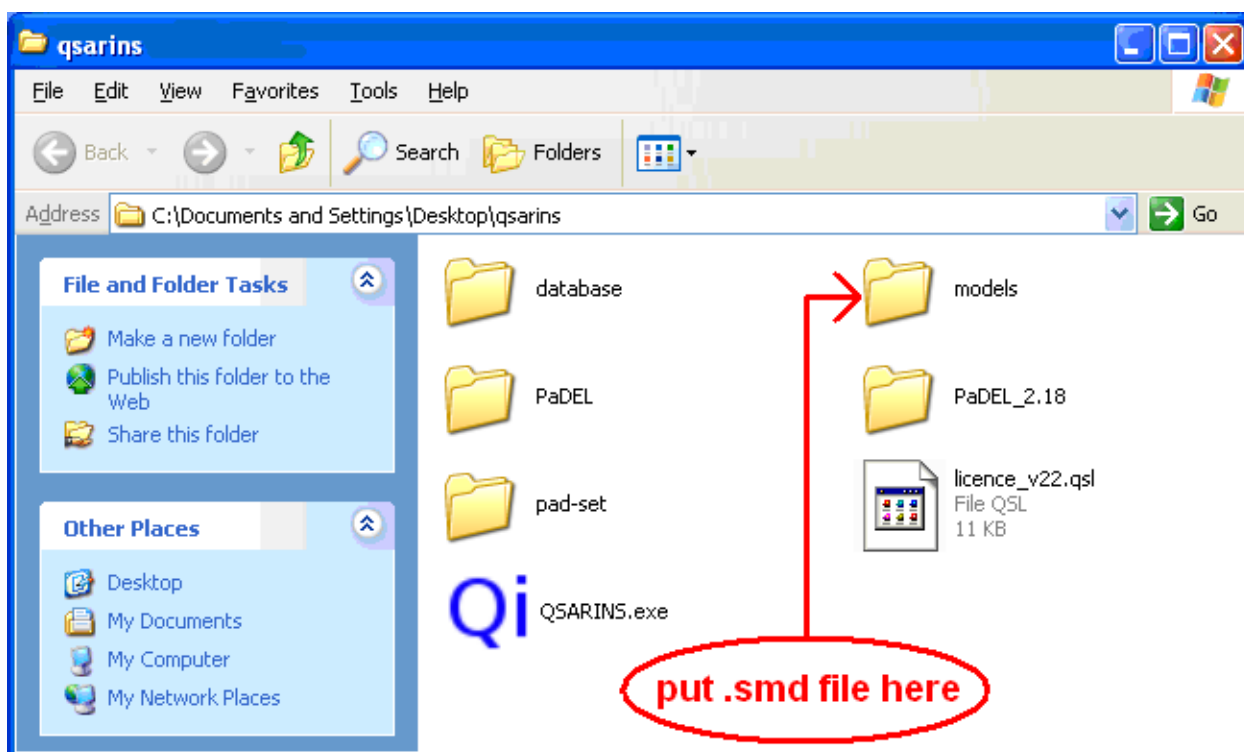 qsarins
File Edit View Favorites Tools Help
Back Search Folders
Address C:\Documents and Settings\Desktop\qsarins Go
File and Folder Tasks
Make a new folder
Publish this folder to the
Web
Share this folder
Other Places
Desktop
My Documents
My Computer
My Network Places
database
models
PaDEL
PaDEL_2.18
pad-set
licence_v22.qsl
File QSL
11 KB
Qi QSARINS.exe
put .smd file here